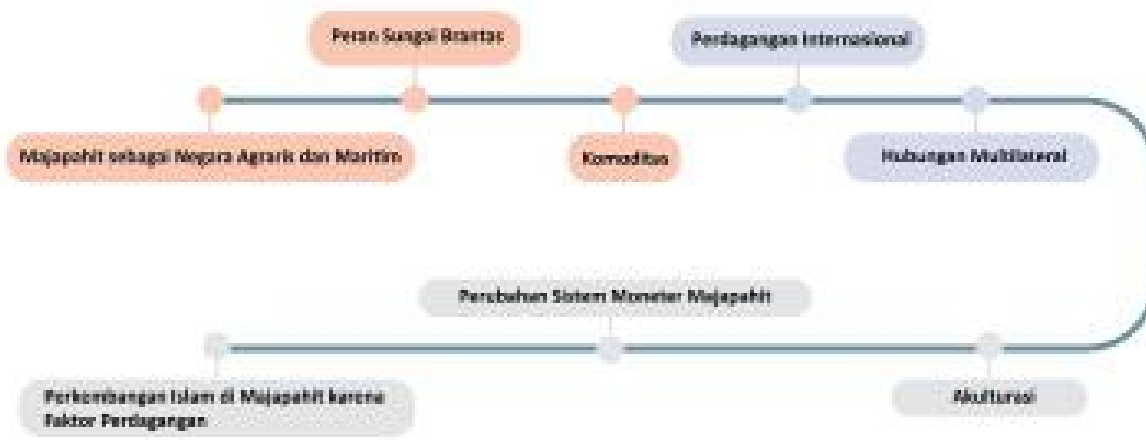 Peran Sungai Brantas
Perdagangan Internasional
Majapahit sebagai Negara Agraris dan Maritim
Komoditas
Hubungan Multilateral
Perubahan Sistem Moneter Majapahit
Perkembangan Islam di Majapahit karena
Faktor Perdagangan
Akulturasi